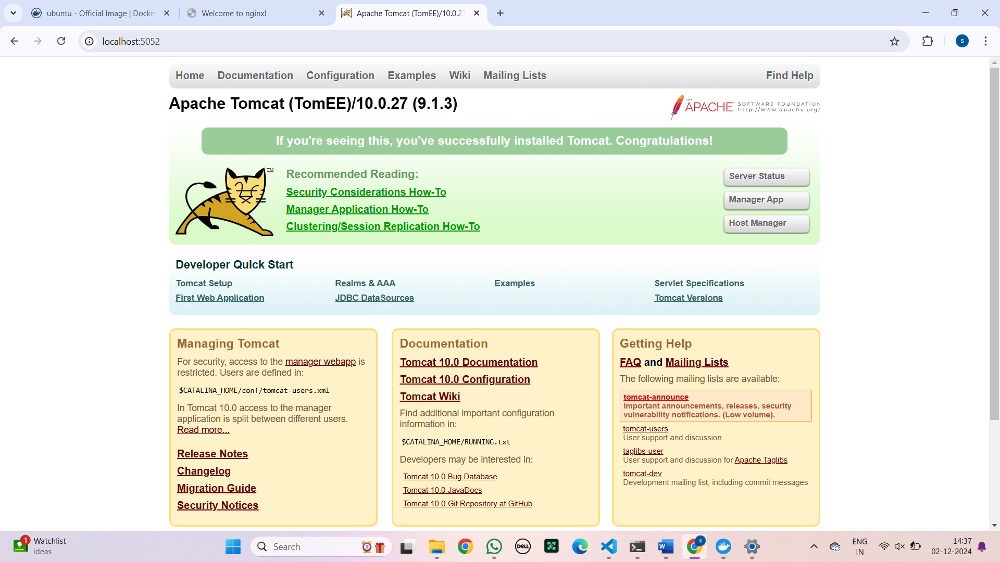 ubuntu - Official Image | Docke
Welcome to nginx!
Apache Tomcat (TomEE)/10.0.27
localhost:5052
S
Home Documentation Configuration Examples Wiki Mailing Lists Find Help
Apache Tomcat (TomEE)/10.0.27 (9.1.3)
THE
APACHE SOFTWARE FOUNDATION
http://www.apache.org/
If you're seeing this, you've successfully installed Tomcat. Congratulations!
TM
Recommended Reading:
Security Considerations How-To
Manager Application How-To
Clustering/Session Replication How-To
Server Status
Manager App
Host Manager
Developer Quick Start
Tomcat Setup
First Web Application
Realms & AAA
JDBC DataSources
Examples
Servlet Specifications
Tomcat Versions
Managing Tomcat
For security, access to the manager webapp is
restricted. Users are defined in:
$CATALINA_HOME/conf/tomcat-users.xml
In Tomcat 10.0 access to the manager
application is split between different users.
Read more...
Release Notes
Changelog
Migration Guide
Security Notices
Documentation
Tomcat 10.0 Documentation
Tomcat 10.0 Configuration
Tomcat Wiki
Find additional important configuration
information in:
$CATALINA_HOME/RUNNING.txt
Developers may be interested in:
Tomcat 10.0 Bug Database
Tomcat 10.0 JavaDocs
Tomcat 10.0 Git Repository at GitHub
Getting Help
FAQ and Mailing Lists
The following mailing lists are available:
tomcat-announce
Important announcements, releases, security
vulnerability notifications. (Low volume).
tomcat-users
User support and discussion
taglibs-user
User support and discussion for Apache Taglibs
tomcat-dev
Development mailing list, including commit messages
1
Watchlist
Ideas
Search
DELL
W
S
ENG
IN
14:37
02-12-2024